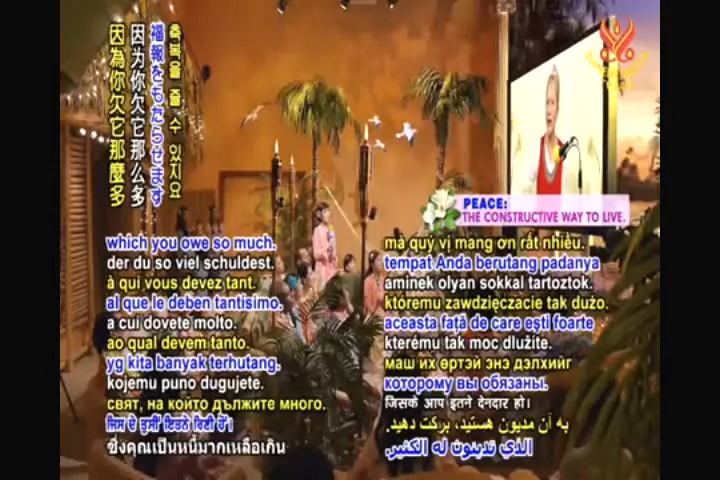 축복을 줄 수 있지요
福報をもたらせます
因为你欠它那么多
因為你欠它那麼多
PEACE:
THE CONSTRUCTIVE WAY TO LIVE.
which you owe so much.
der du so viel schuldest.
à qui vous devez tant.
al que le deben tantísimo.
a cui dovete molto.
ao qual devem tanto.
yg kita banyak terhutang.
kojemu puno dugujete.
свят, на който дължите много.
ਜਿਸ ਦੇ ਤੁਸੀਂ ਇਤਨੇ ਰਿਣੀ ਹੋਂ।
ซึ่งคุณเป็นหนี้มากเหลือเกิน
mà quý vị mang ơn rất nhiều.
tempat Anda berutang padanya
aminek olyan sokkal tartoztok.
któremu zawdzięczacie tak dużo.
aceasta faţă de care eşti foarte
kterému tak moc dlužíte.
маш их өртэй энэ дэлхийг
которому вы обязаны.
जिसके आप इतने देनदार हो।
به آن مدیون هستید، برکت دهید.
الذي تدينون له الكثير.